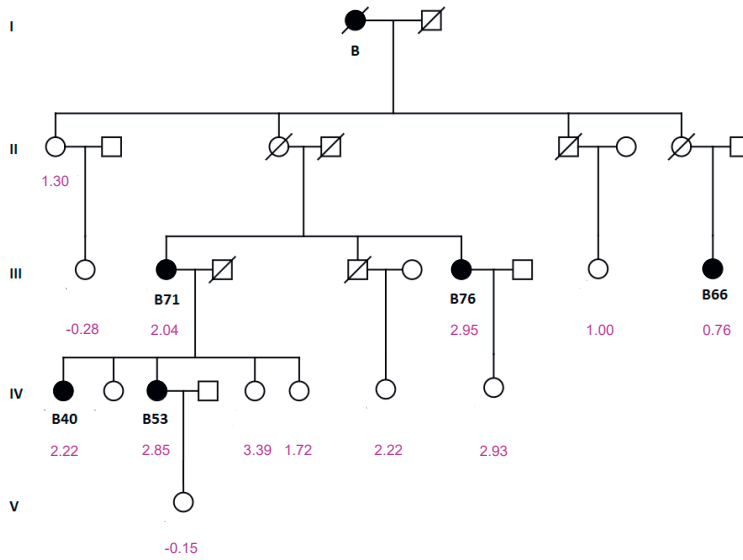 I
B
II
1.30
III
B71 B76 B66
-0.28 2.04 2.95 1.00 0.76
IV
B40 B53
2.22 2.85 3.39 1.72 2.22 2.93
V
-0.15